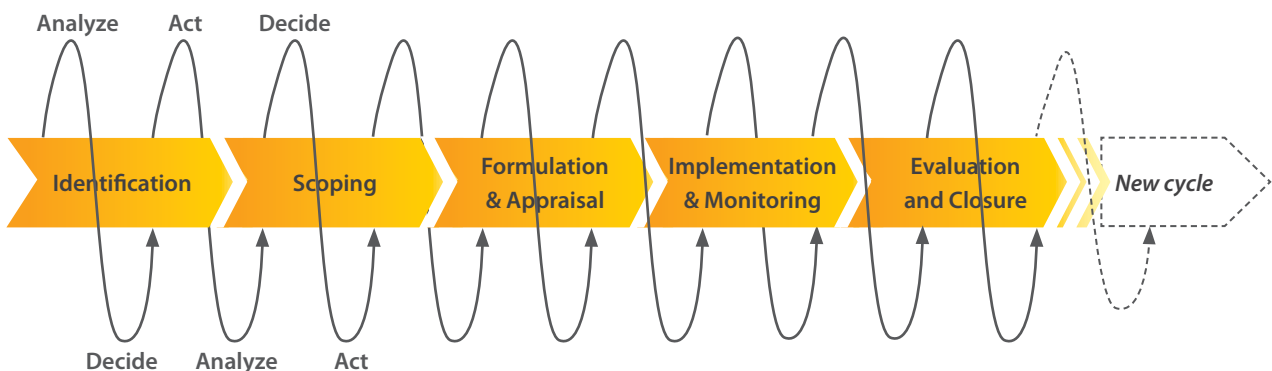 Analyze
Act
Decide
Identification
Scoping
Formulation
& Appraisal
Implementation
& Monitoring
Evaluation
and Closure
New cycle
Decide
Analyze
Act